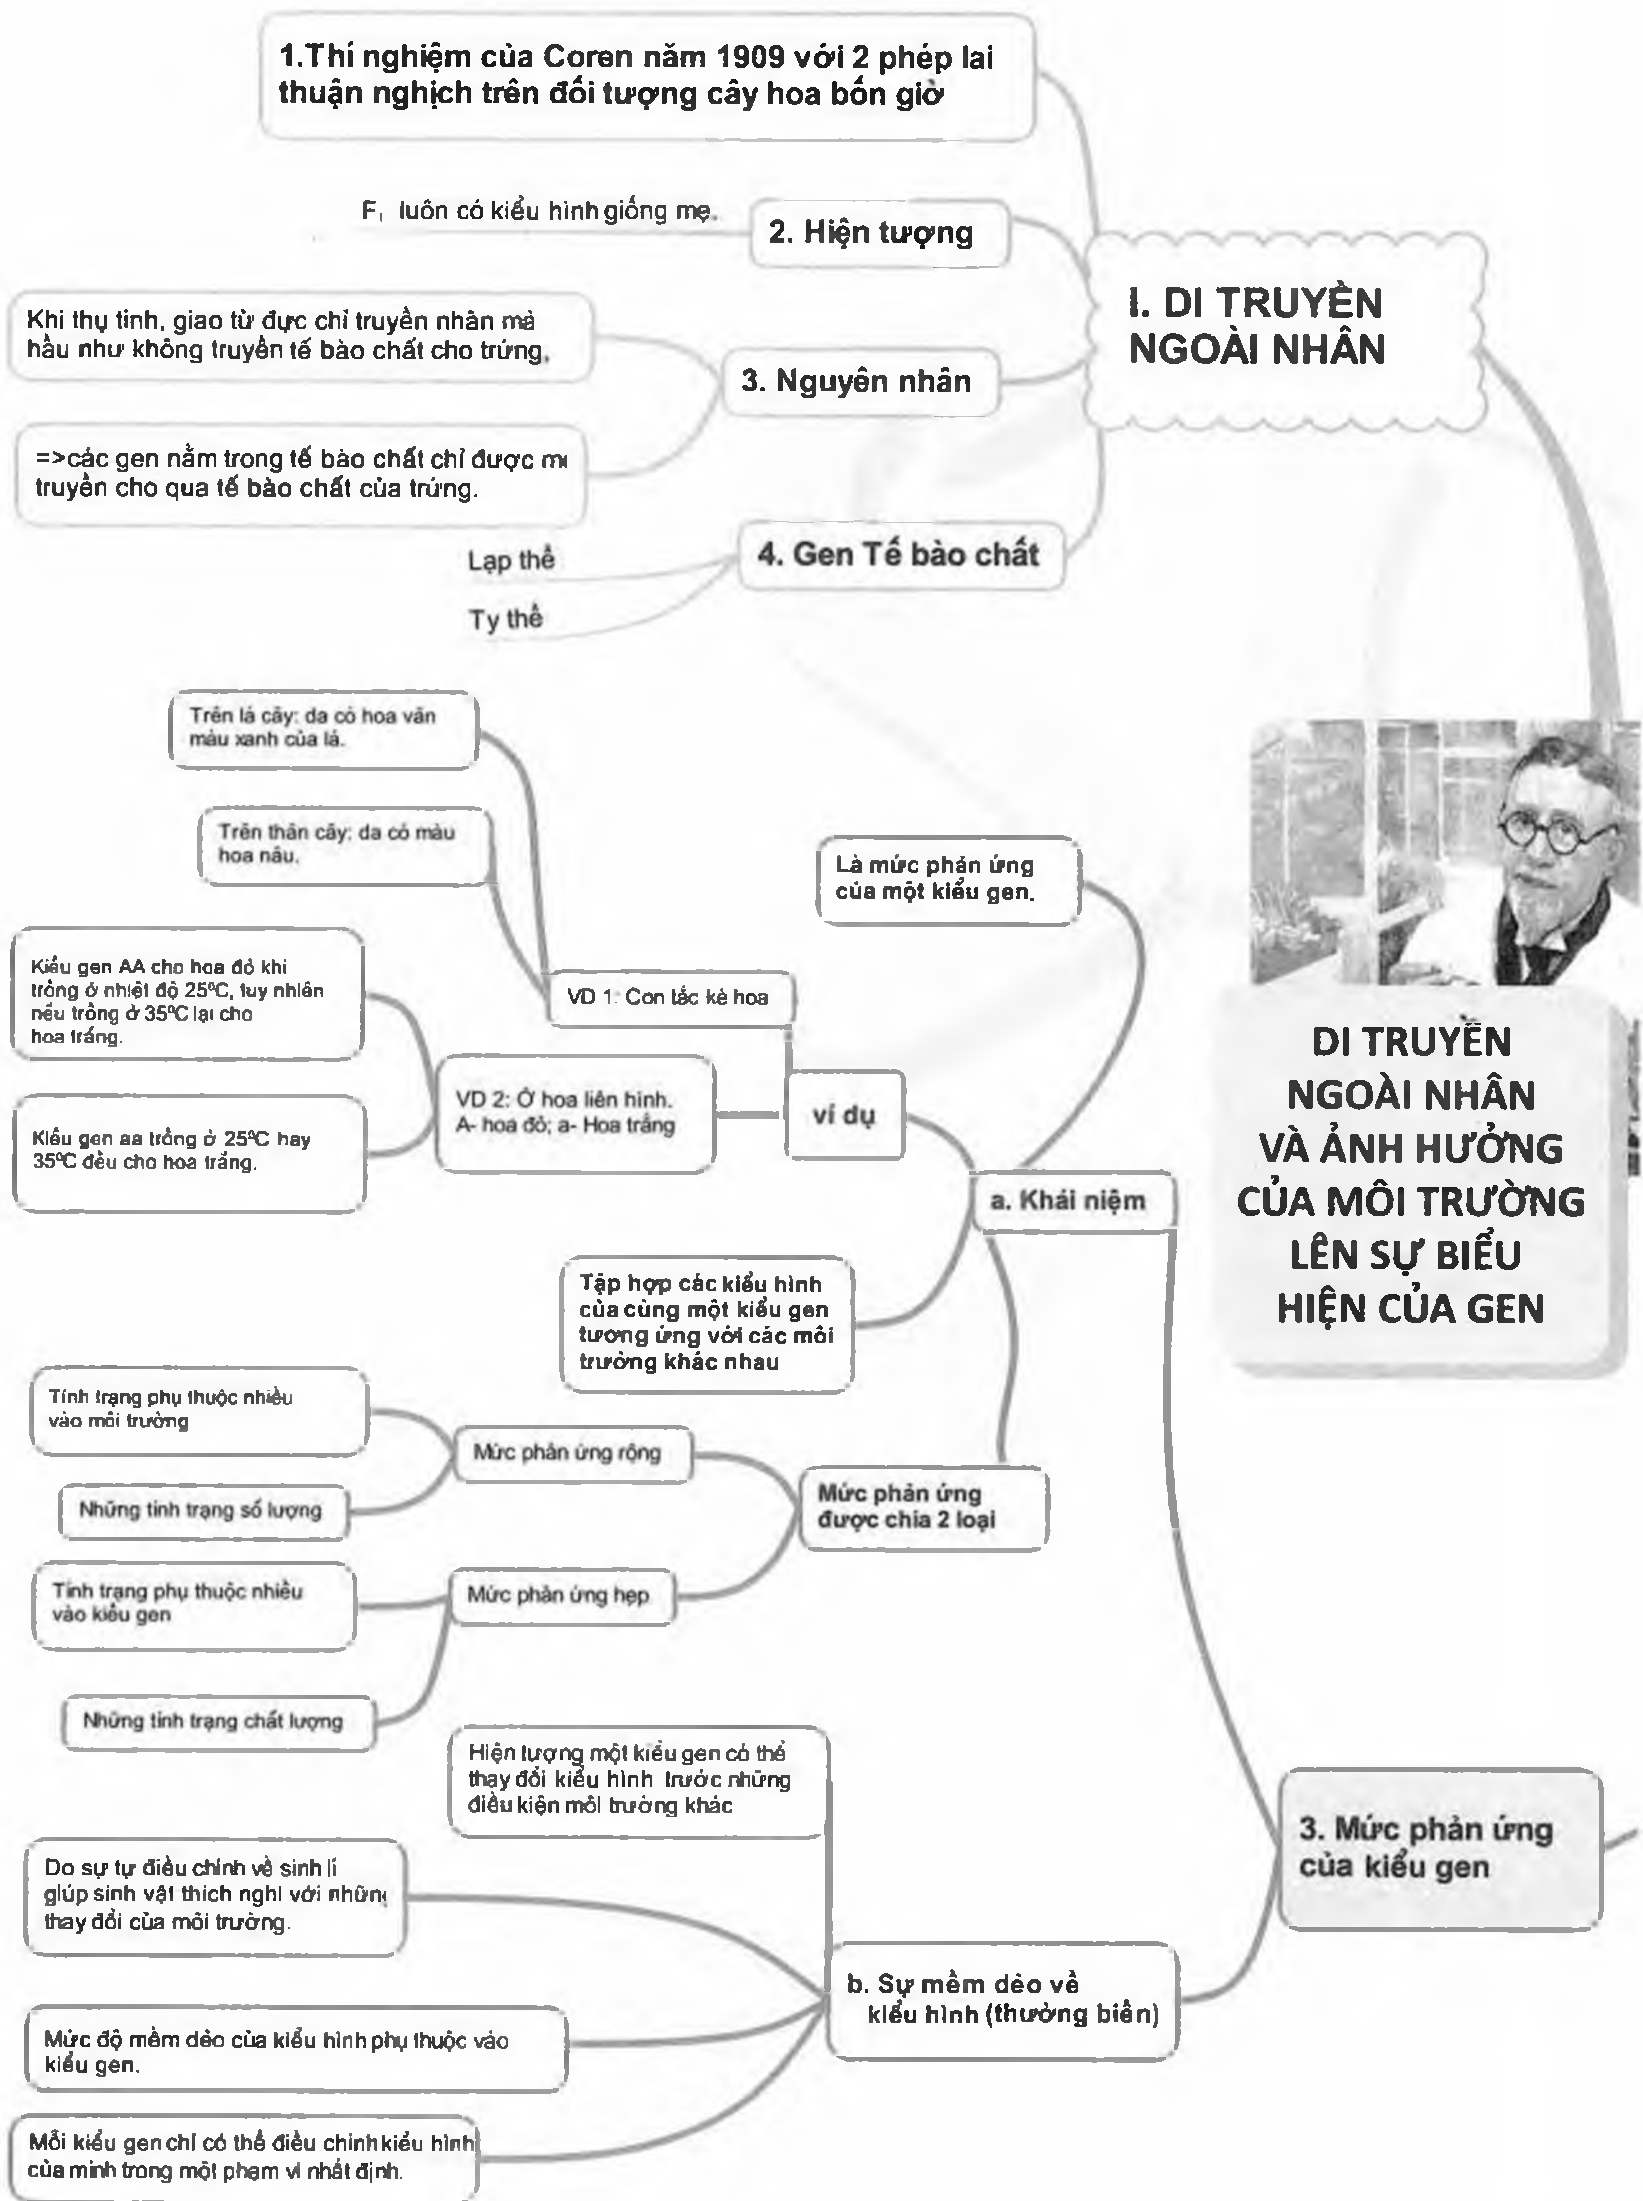 1.Thí nghiệm của Coren năm 1909 với 2 phép lai
thuận nghịch trên đối tượng cây hoa bốn giờ
F₁ luôn có kiểu hình giống mẹ.
2. Hiện tượng
I. DI TRUYỀN
NGOÀI NHÂN
Khi thụ tinh, giao tử đực chỉ truyền nhân mà
hầu như không truyền tế bào chất cho trứng,
3. Nguyên nhân
=>các gen nằm trong tế bào chất chỉ được
truyền cho qua tế bào chất của trứng.
4. Gen Tế bào chất
Lạp thể
Ty thể
Trên lá cây: da có hoa văn
màu xanh của lá.
Trên thân cây: da có màu
hoa nâu.
Là mức phản ứng
của một kiểu gen.
Kiểu gen AA cho hoa đỏ khi
trồng ở nhiệt độ 25⁰C, tuy nhiên
nếu trồng ở 35⁰C lại cho
hoa trắng.
VD 1: Con tắc kè hoa
VD 2: Ở hoa liên hình.
A- hoa đỏ; a- Hoa trắng
ví dụ
Kiểu gen aa trồng ở 25⁰C hay
35⁰C đều cho hoa trắng.
a. Khái niệm
DI TRUYỀN
NGOÀI NHÂN
VÀ ẢNH HƯỞNG
CỦA MÔI TRƯỜNG
LÊN SỰ BIỂU
HIỆN CỦA GEN
Tập hợp các kiểu hình
của cùng một kiểu gen
tương ứng với các môi
trường khác nhau
Tính trạng phụ thuộc nhiều
vào môi trường
Mức phản ứng rộng
Những tính trạng số lượng
Mức phản ứng
được chia 2 loại
Tính trạng phụ thuộc nhiều
vào kiểu gen
Mức phản ứng hẹp
Những tính trạng chất lượng
Hiện tượng một kiểu gen có thể
thay đổi kiểu hình trước những
điều kiện môi trường khác
3. Mức phản ứng
của kiểu gen
Do sự tự điều chỉnh về sinh lí
giúp sinh vật thích nghi với những
thay đổi của môi trường.
b. Sự mềm dẻo về
kiểu hình (thường biến)
Mức độ mềm dẻo của kiểu hình phụ thuộc vào
kiểu gen.
Mỗi kiểu gen chỉ có thể điều chỉnh kiểu hình
của mình trong một phạm vi nhất định.